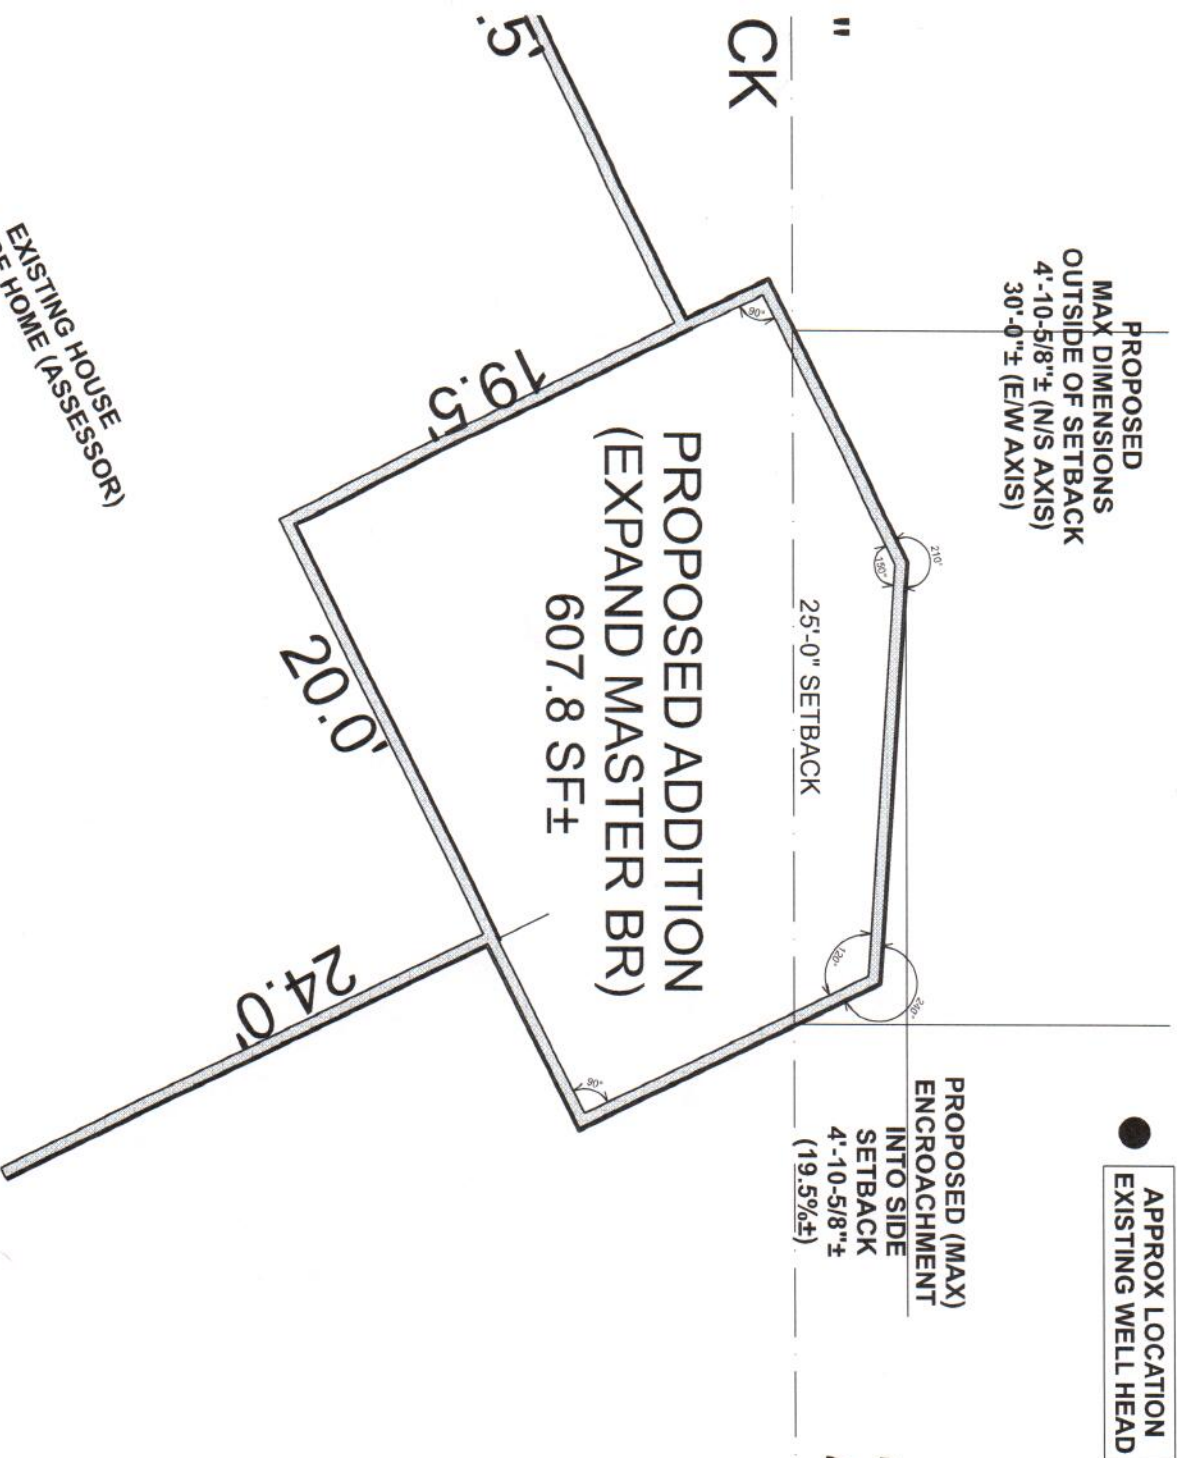 PROPOSED
MAX DIMENSIONS
OUTSIDE OF SETBACK
4'-10-5/8"± (N/S AXIS)
30'-0"± (E/W AXIS)
APPROX LOCATION
EXISTING WELL HEAD
PROPOSED (MAX)
ENCROACHMENT
INTO SIDE
SETBACK
4'-10-5/8"±
(19.5%±)
"
CK
25'-0" SETBACK
210°
150°
120°
240°
90°
90°
PROPOSED ADDITION
(EXPAND MASTER BR)
607.8 SF±
.5'
19.5'
20.0'
24.0'
EXISTING HOUSE
HOME (ASSESSOR)